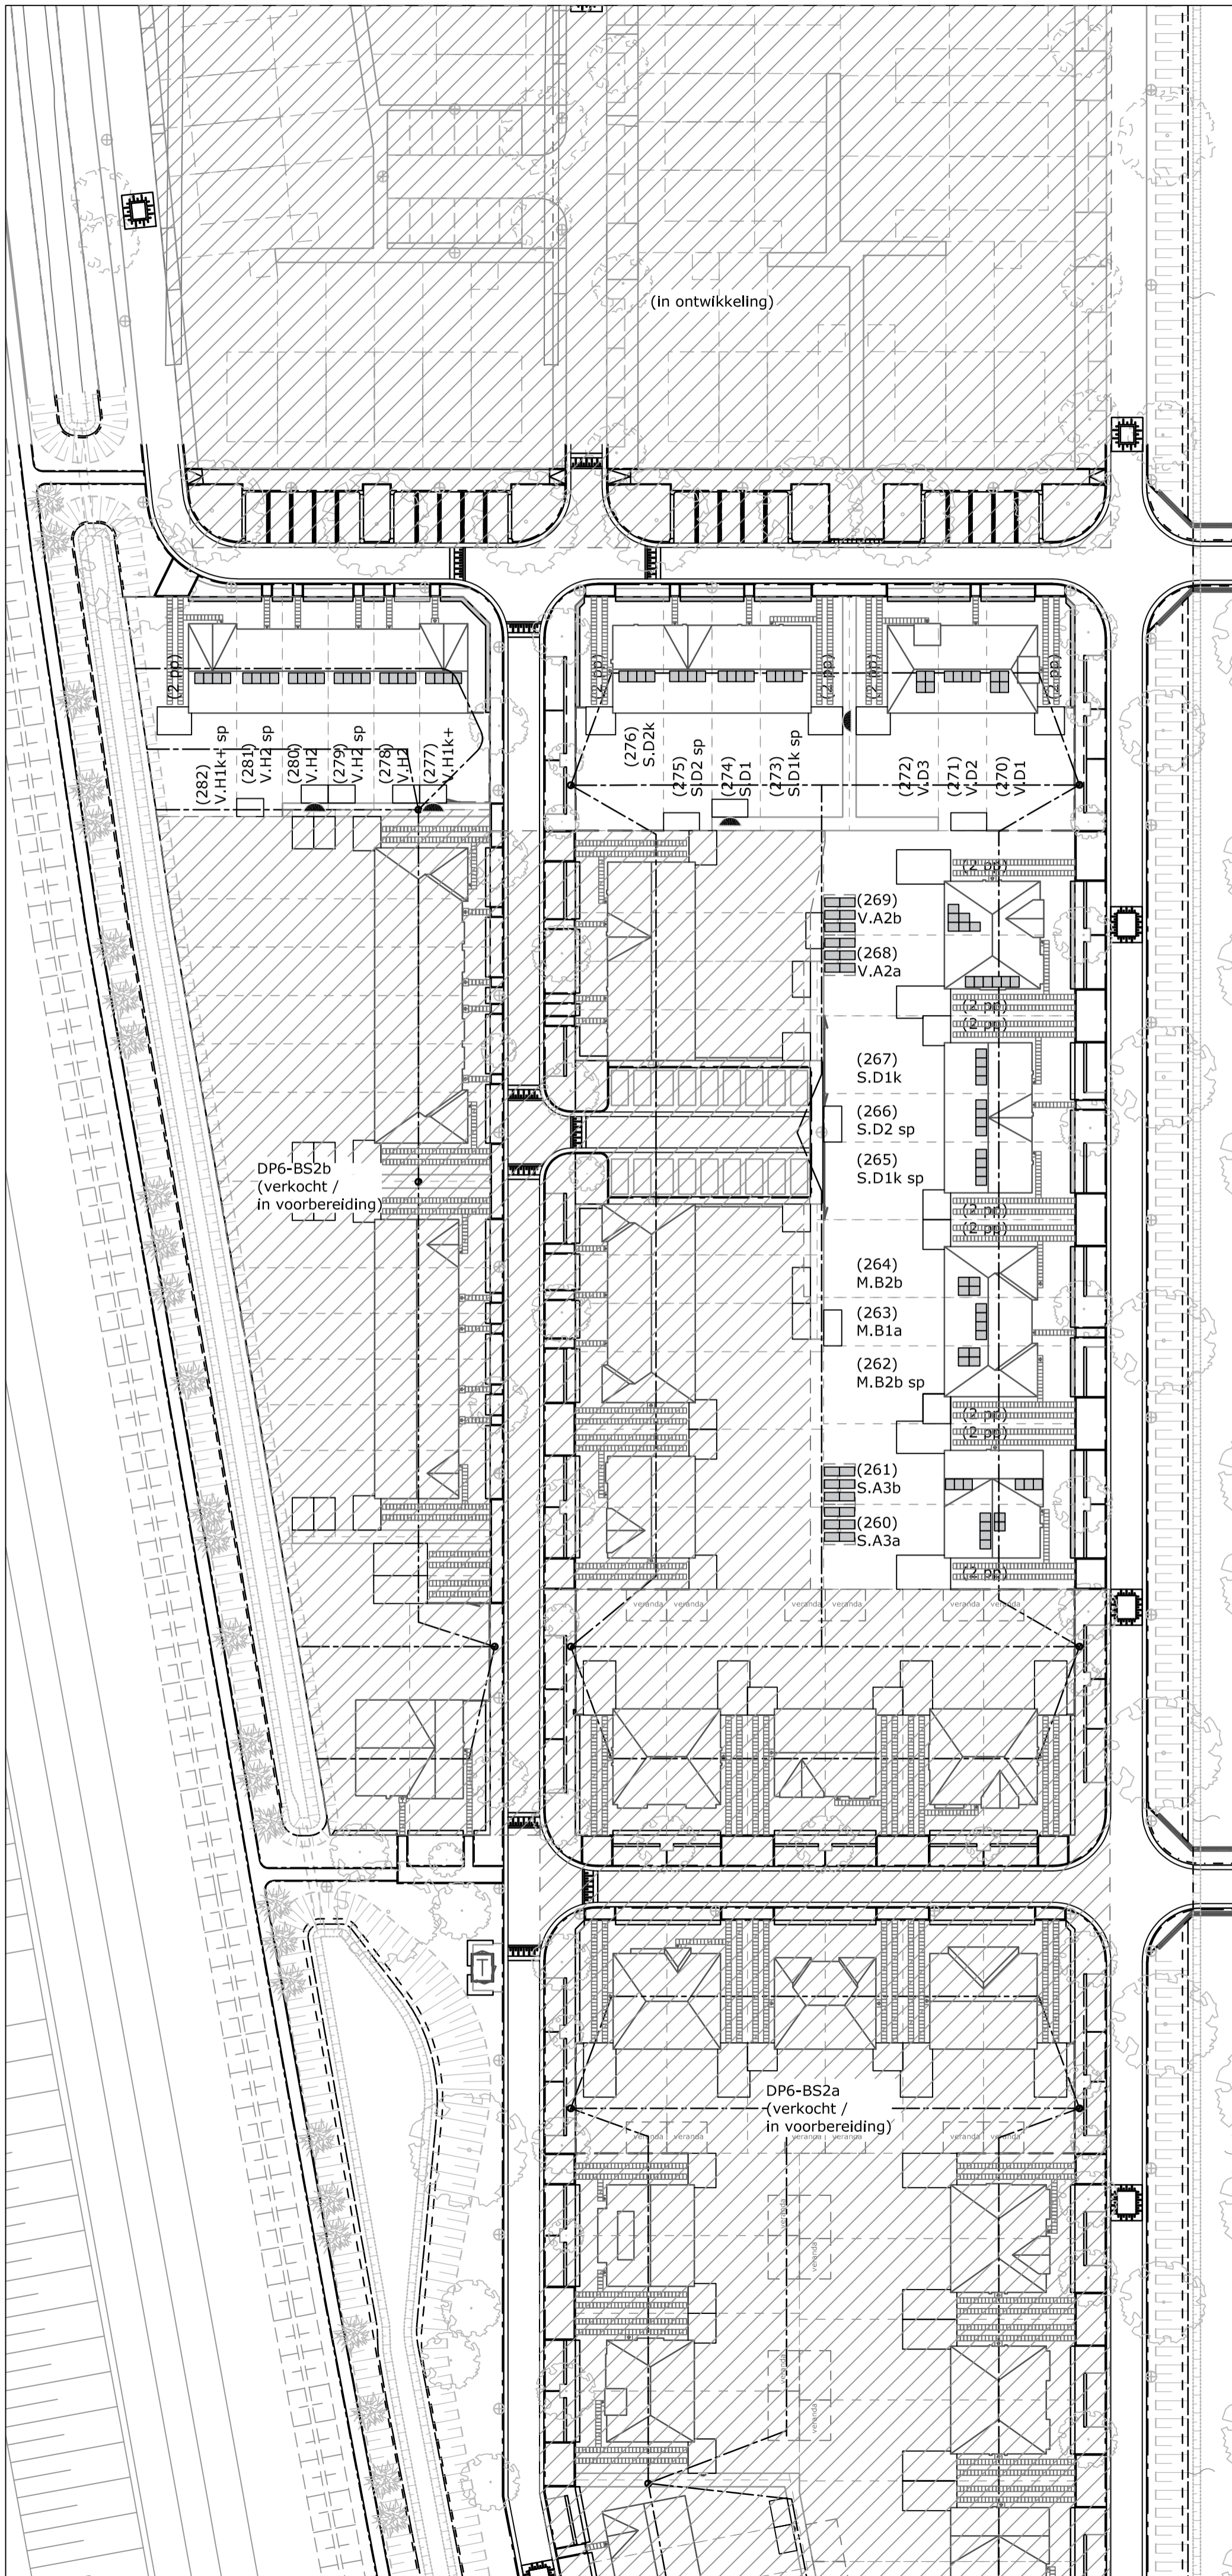 (in ontwikkeling)
(2 pp)
(2 pp)
(2 pp)
(2 pp)
(2 pp)
(282)
V.H1k+ sp
(281)
V.H2 sp
(280)
V.H2
(279)
V.H2 sp
(278)
V.H2
(277)
V.H1k+
(276)
S.D2k
(275)
S.D2 sp
(274)
S.D1
(273)
S.D1k sp
(272)
V.D3
(271)
V.D2
(270)
V.D1
(2 pp)
(269)
V.A2b
(268)
V.A2a
(2 pp)
(2 pp)
(267)
S.D1k
(266)
S.D2 sp
(265)
S.D1k sp
DP6-BS2b
(verkocht /
in voorbereiding)
(2 pp)
(2 pp)
(264)
M.B2b
(263)
M.B1a
(262)
M.B2b sp
(2 pp)
(2 pp)
(261)
S.A3b
(260)
S.A3a
(2 pp)
veranda veranda veranda veranda veranda veranda
T
DP6-BS2a
(verkocht /
in voorbereiding)
veranda veranda veranda veranda veranda veranda
veranda
veranda
veranda
veranda